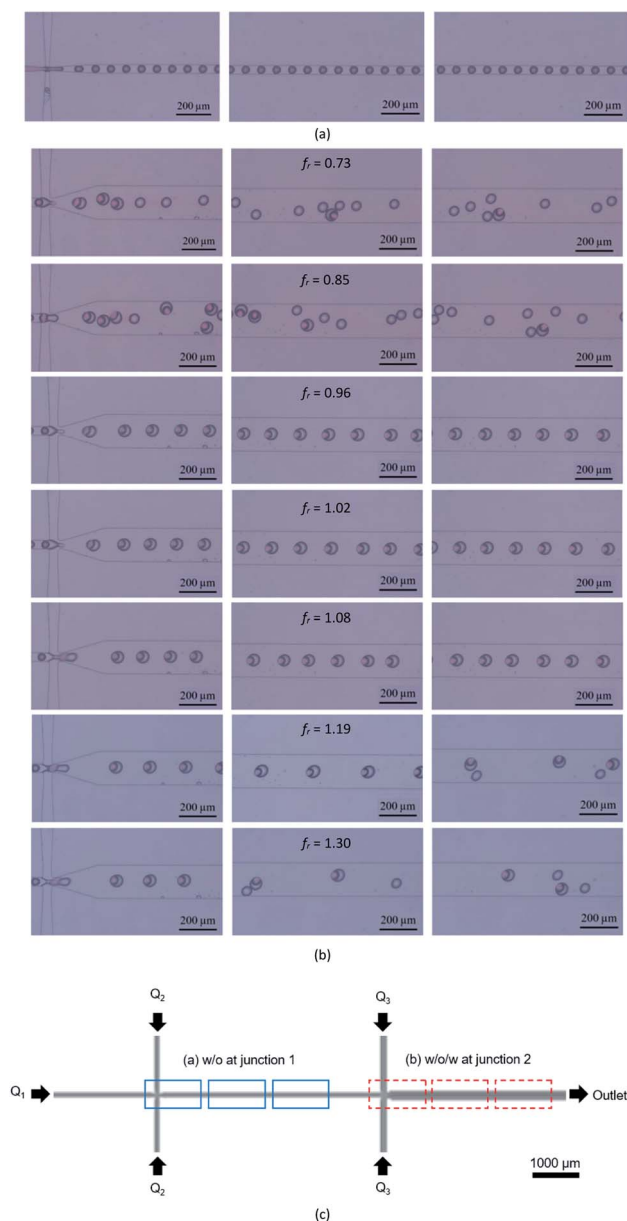 200 µm 200 µm 200 µm
(a)
fr = 0.73
200 µm 200 µm 200 µm
fr = 0.85
200 µm 200 µm 200 µm
fr = 0.96
200 µm 200 µm 200 µm
fr = 1.02
200 µm 200 µm 200 µm
fr = 1.08
200 µm 200 µm 200 µm
fr = 1.19
200 µm 200 µm 200 µm
fr = 1.30
200 µm 200 µm 200 µm
(b)
Q2 Q3
(a) w/o at junction 1 (b) w/o/w at junction 2
Q1 Outlet
Q2 Q3
1000 µm
(c)